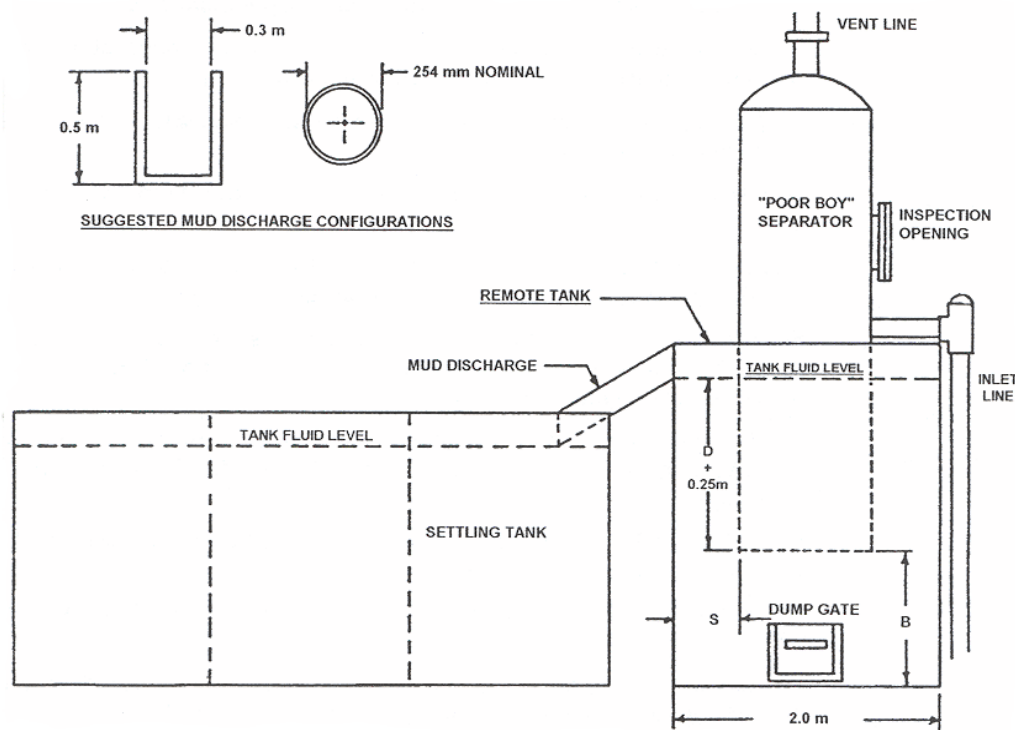 0.3 m
254 mm NOMINAL
0.5 m
SUGGESTED MUD DISCHARGE CONFIGURATIONS
VENT LINE
"POOR BOY"
SEPARATOR
INSPECTION
OPENING
REMOTE TANK
MUD DISCHARGE
TANK FLUID LEVEL
INLET
LINE
TANK FLUID LEVEL
D
+
0.25m
SETTLING TANK
S
DUMP GATE
B
2.0 m